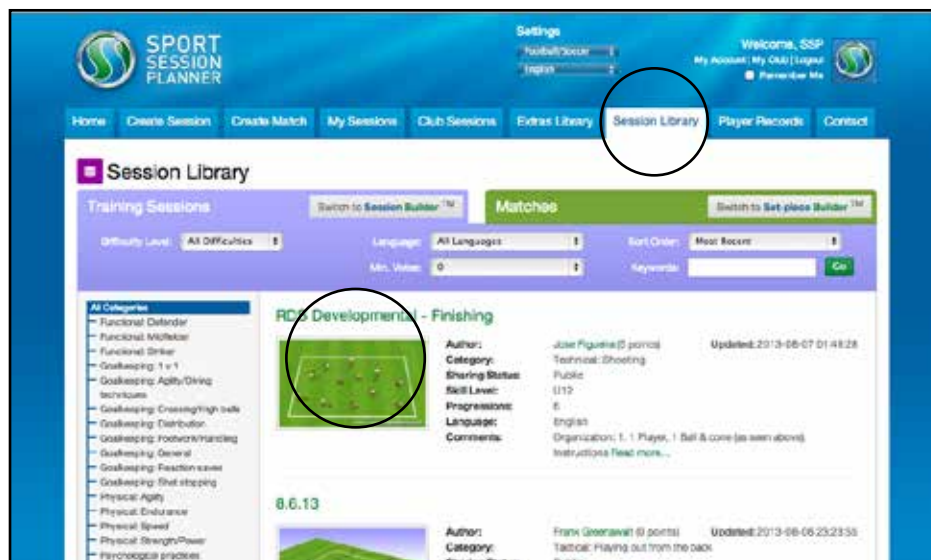 SPORT
SESSION
PLANNER
Settings
Football/Soccer
English
Welcome, SSP
My Account | My Club | Logout
Remember Me
Home Create Session Create Match My Sessions Club Sessions Extras Library Session Library Player Records Contact
Session Library
Training Sessions Switch to Session Builder ™ Matches Switch to Set-piece Builder ™
Difficulty Level: All Difficulties Language: All Languages Sort Order: Most Recent
Min. Votes: 0 Keywords: Go
All Categories
Functional: Defender
Functional: Midfielder
Functional: Striker
Goalkeeping: 1 v 1
Goalkeeping: Agility/Diving
techniques
Goalkeeping: Crossing/high balls
Goalkeeping: Distribution
Goalkeeping: Footwork/Handling
Goalkeeping: General
Goalkeeping: Reaction saves
Goalkeeping: Shot stopping
Physical: Agility
Physical: Endurance
Physical: Speed
Physical: Strength/Power
Psychological practices
RDS Developmental - Finishing
Author: Jose Figueira (0 points) Updated: 2013-08-07 01:48:28
Category: Technical: Shooting
Sharing Status: Public
Skill Level: U12
Progressions: 6
Language: English
Comments: Organization: 1. 1 Player, 1 Ball & cone (as seen above).
Instructions Read more...
8.6.13
Author: Frank Greenawalt (0 points) Updated: 2013-08-06 23:23:55
Category: Tactical: Playing out from the back